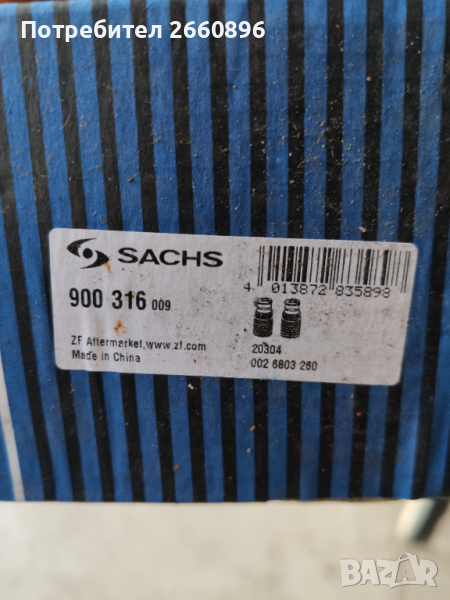 Потребител 2660896
SACHS
900 316 009
4 013872 835898
ZF Aftermarket, www.zf.com
Made in China
20304
002 6803 260
BAZAR